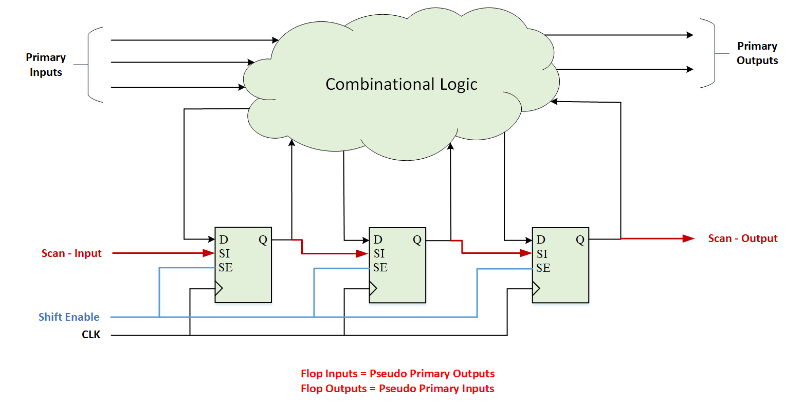 Primary
Inputs
Combinational Logic
Primary
Outputs
D Q
SI
SE
D Q
SI
SE
D Q
SI
SE
Scan - Input
Scan - Output
Shift Enable
CLK
Flop Inputs = Pseudo Primary Outputs
Flop Outputs = Pseudo Primary Inputs